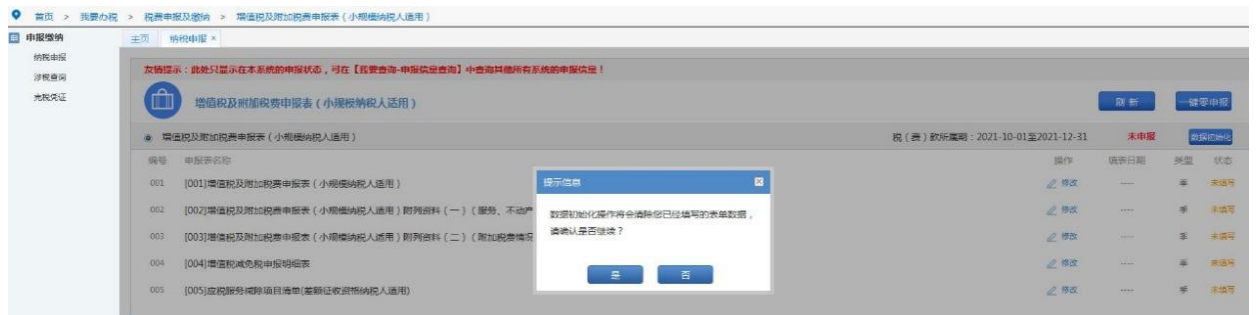 首页 > 我要办税 > 税费申报及缴纳 > 增值税及附加税费申报表（小规模纳税人适用）
申报缴纳
纳税申报
涉税查询
完税凭证
主页 纳税申报 ×
友情提示：此处只显示在本系统的申报状态，可在【我要查询-申报信息查询】中查询其他所有系统的申报信息！
增值税及附加税费申报表（小规模纳税人适用） 刷 新 一键零申报
增值税及附加税费申报表（小规模纳税人适用） 税（费）款所属期：2021-10-01至2021-12-31 未申报 数据初始化
编号 申报表名称 操作 填表日期 类型 状态
001 [001]增值税及附加税费申报表（小规模纳税人适用） 修改 ---- 季 未填写
002 [002]增值税及附加税费申报表（小规模纳税人适用）附列资料（一）（服务、不动产 修改 ---- 季 未填写
003 [003]增值税及附加税费申报表（小规模纳税人适用）附列资料（二）（附加税费情况 修改 ---- 季 未填写
004 [004]增值税减免税申报明细表 修改 ---- 季 未填写
005 [005]应税服务减除项目清单(差额征收资格纳税人适用) 修改 ---- 季 未填写
提示信息
数据初始化操作将会清除您已经填写的表单数据，
请确认是否继续？
是 否